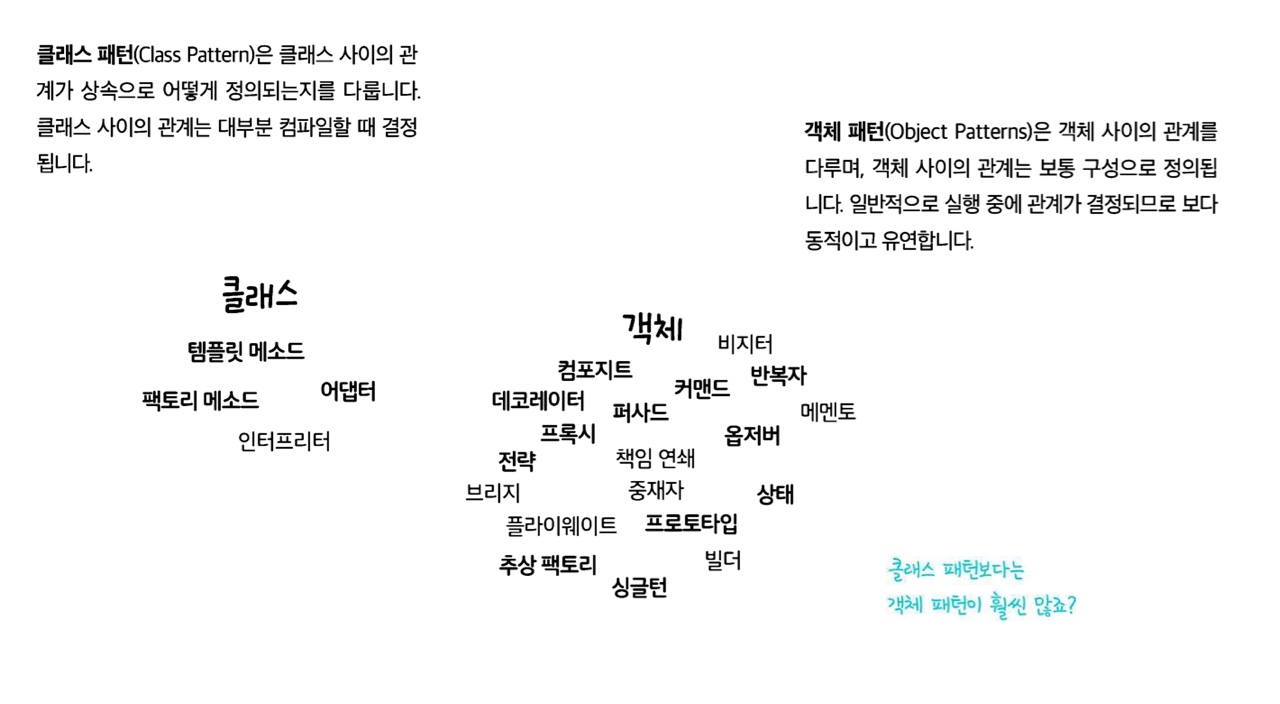 클래스 패턴(Class Pattern)은 클래스 사이의 관
계가 상속으로 어떻게 정의되는지를 다룹니다.
클래스 사이의 관계는 대부분 컴파일할 때 결정
됩니다.
객체 패턴(Object Patterns)은 객체 사이의 관계를
다루며, 객체 사이의 관계는 보통 구성으로 정의됩
니다. 일반적으로 실행 중에 관계가 결정되므로 보다
동적이고 유연합니다.
클래스
템플릿 메소드
팩토리 메소드
어댑터
인터프리터
객체
비지터
컴포지트
커맨드
반복자
데코레이터
퍼사드
메멘토
프록시
옵저버
전략
책임 연쇄
브리지
중재자
상태
플라이웨이트
프로토타입
추상 팩토리
빌더
싱글턴
클래스 패턴보다는
객체 패턴이 훨씬 많죠?